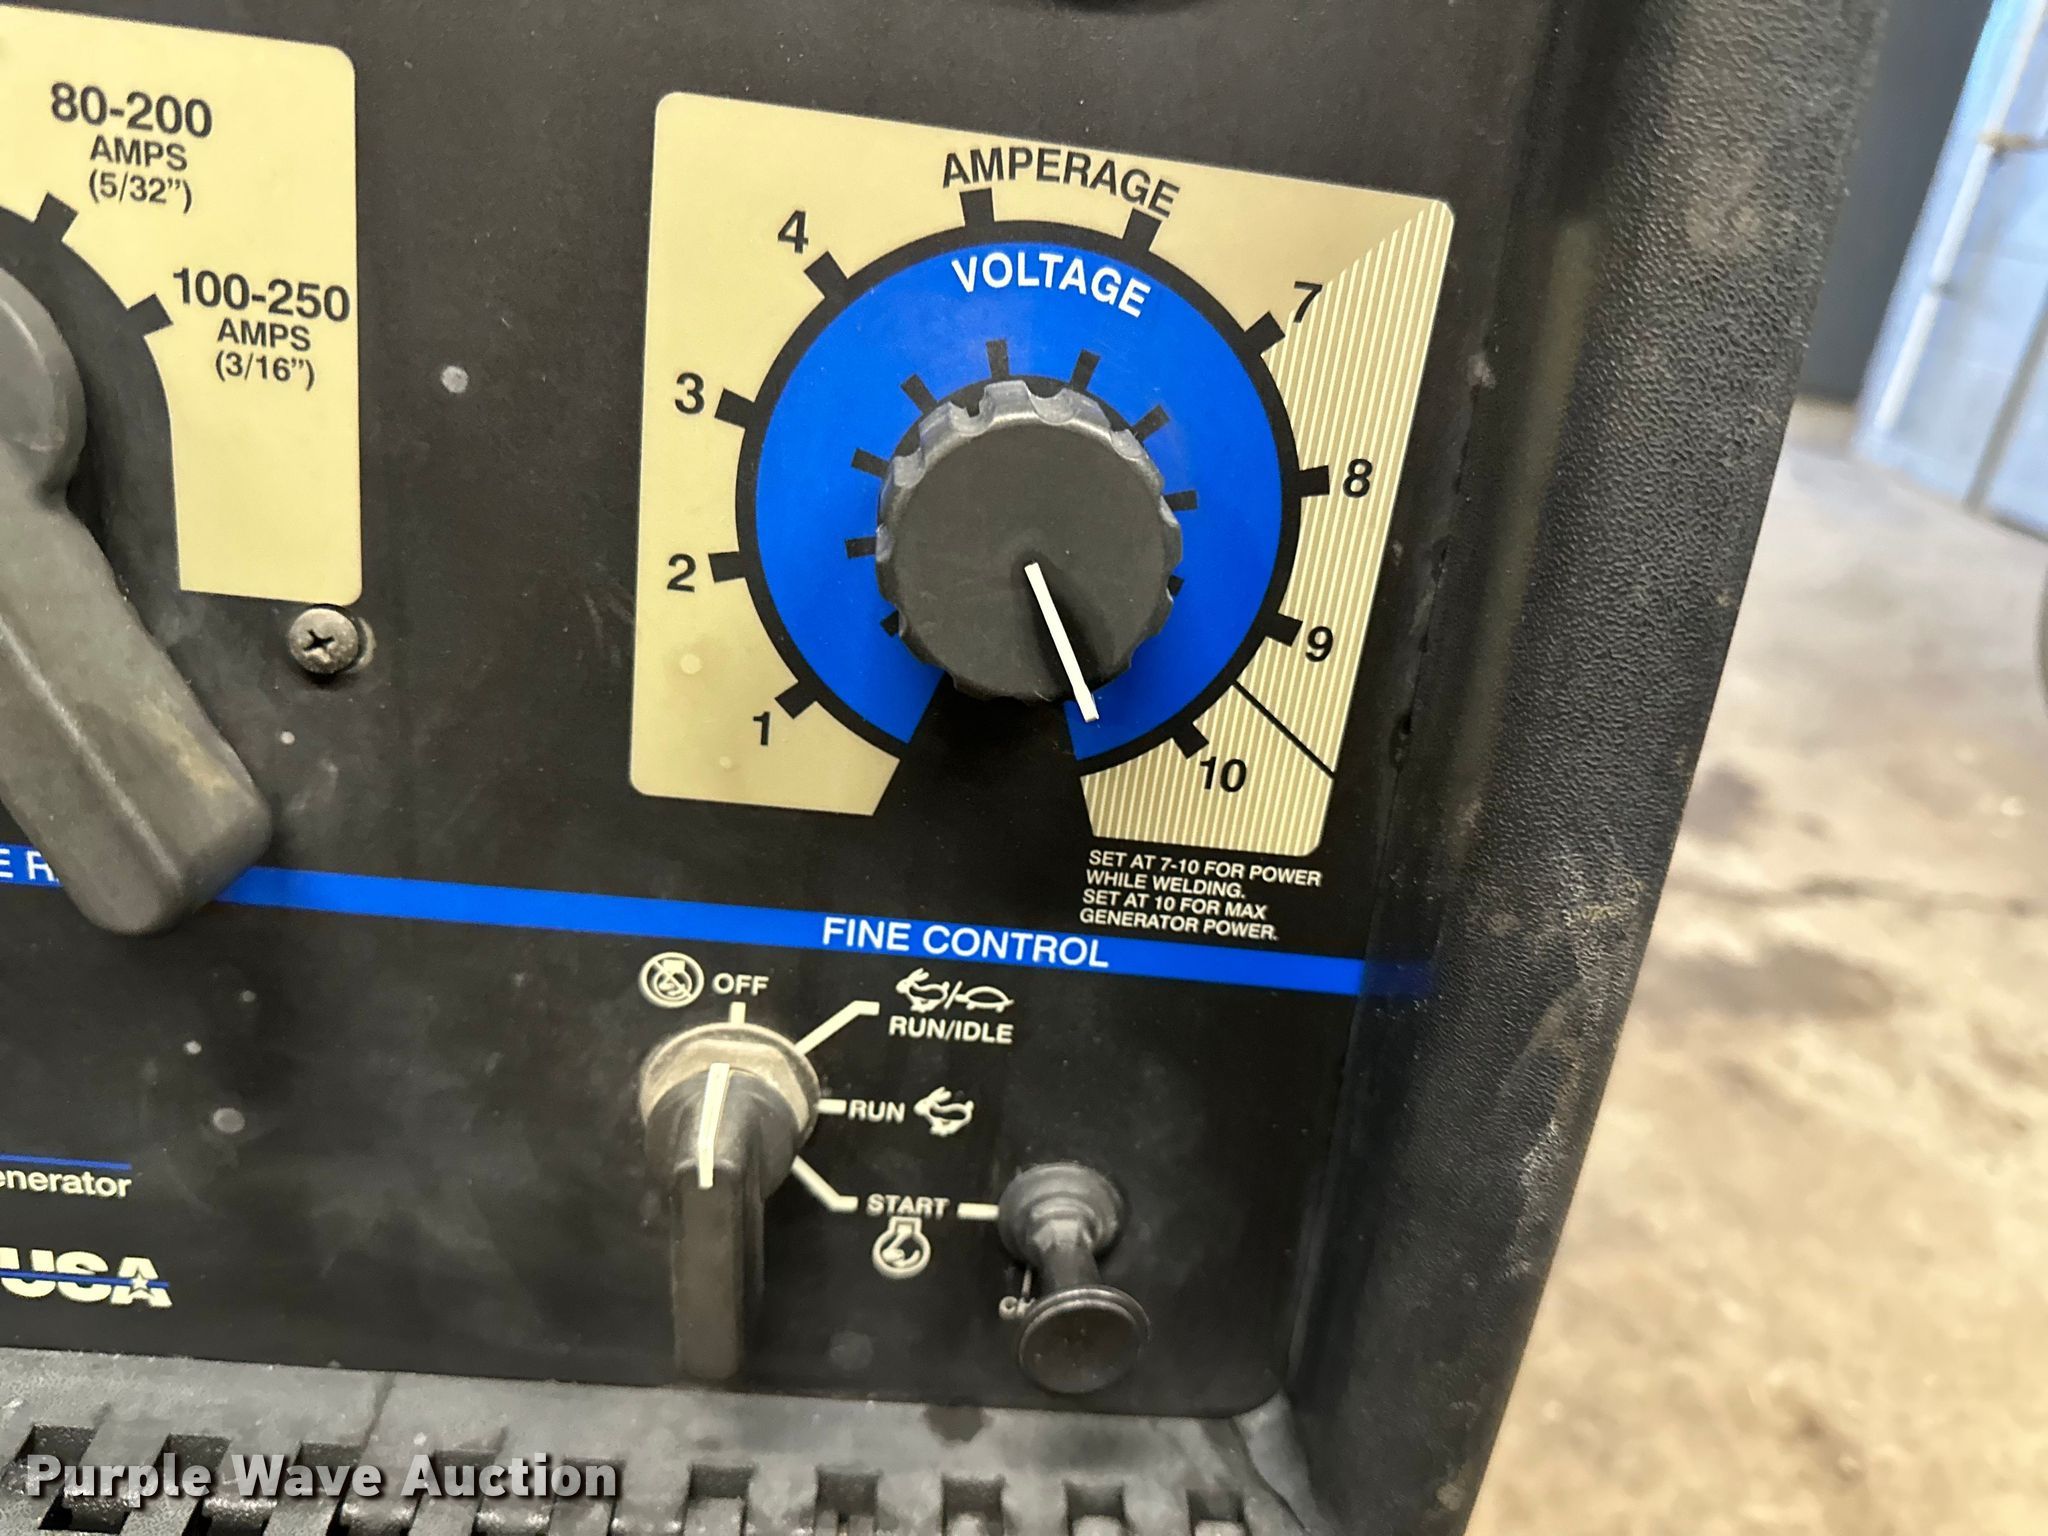 80-200
AMPS
(5/32")
100-250
AMPS
(3/16")
AMPERAGE
VOLTAGE
1
2
3
4
7
8
9
10
SET AT 7-10 FOR POWER
WHILE WELDING.
SET AT 10 FOR MAX
GENERATOR POWER.
FINE CONTROL
OFF
RUN/IDLE
RUN
START
enerator
USA
Purple Wave Auction